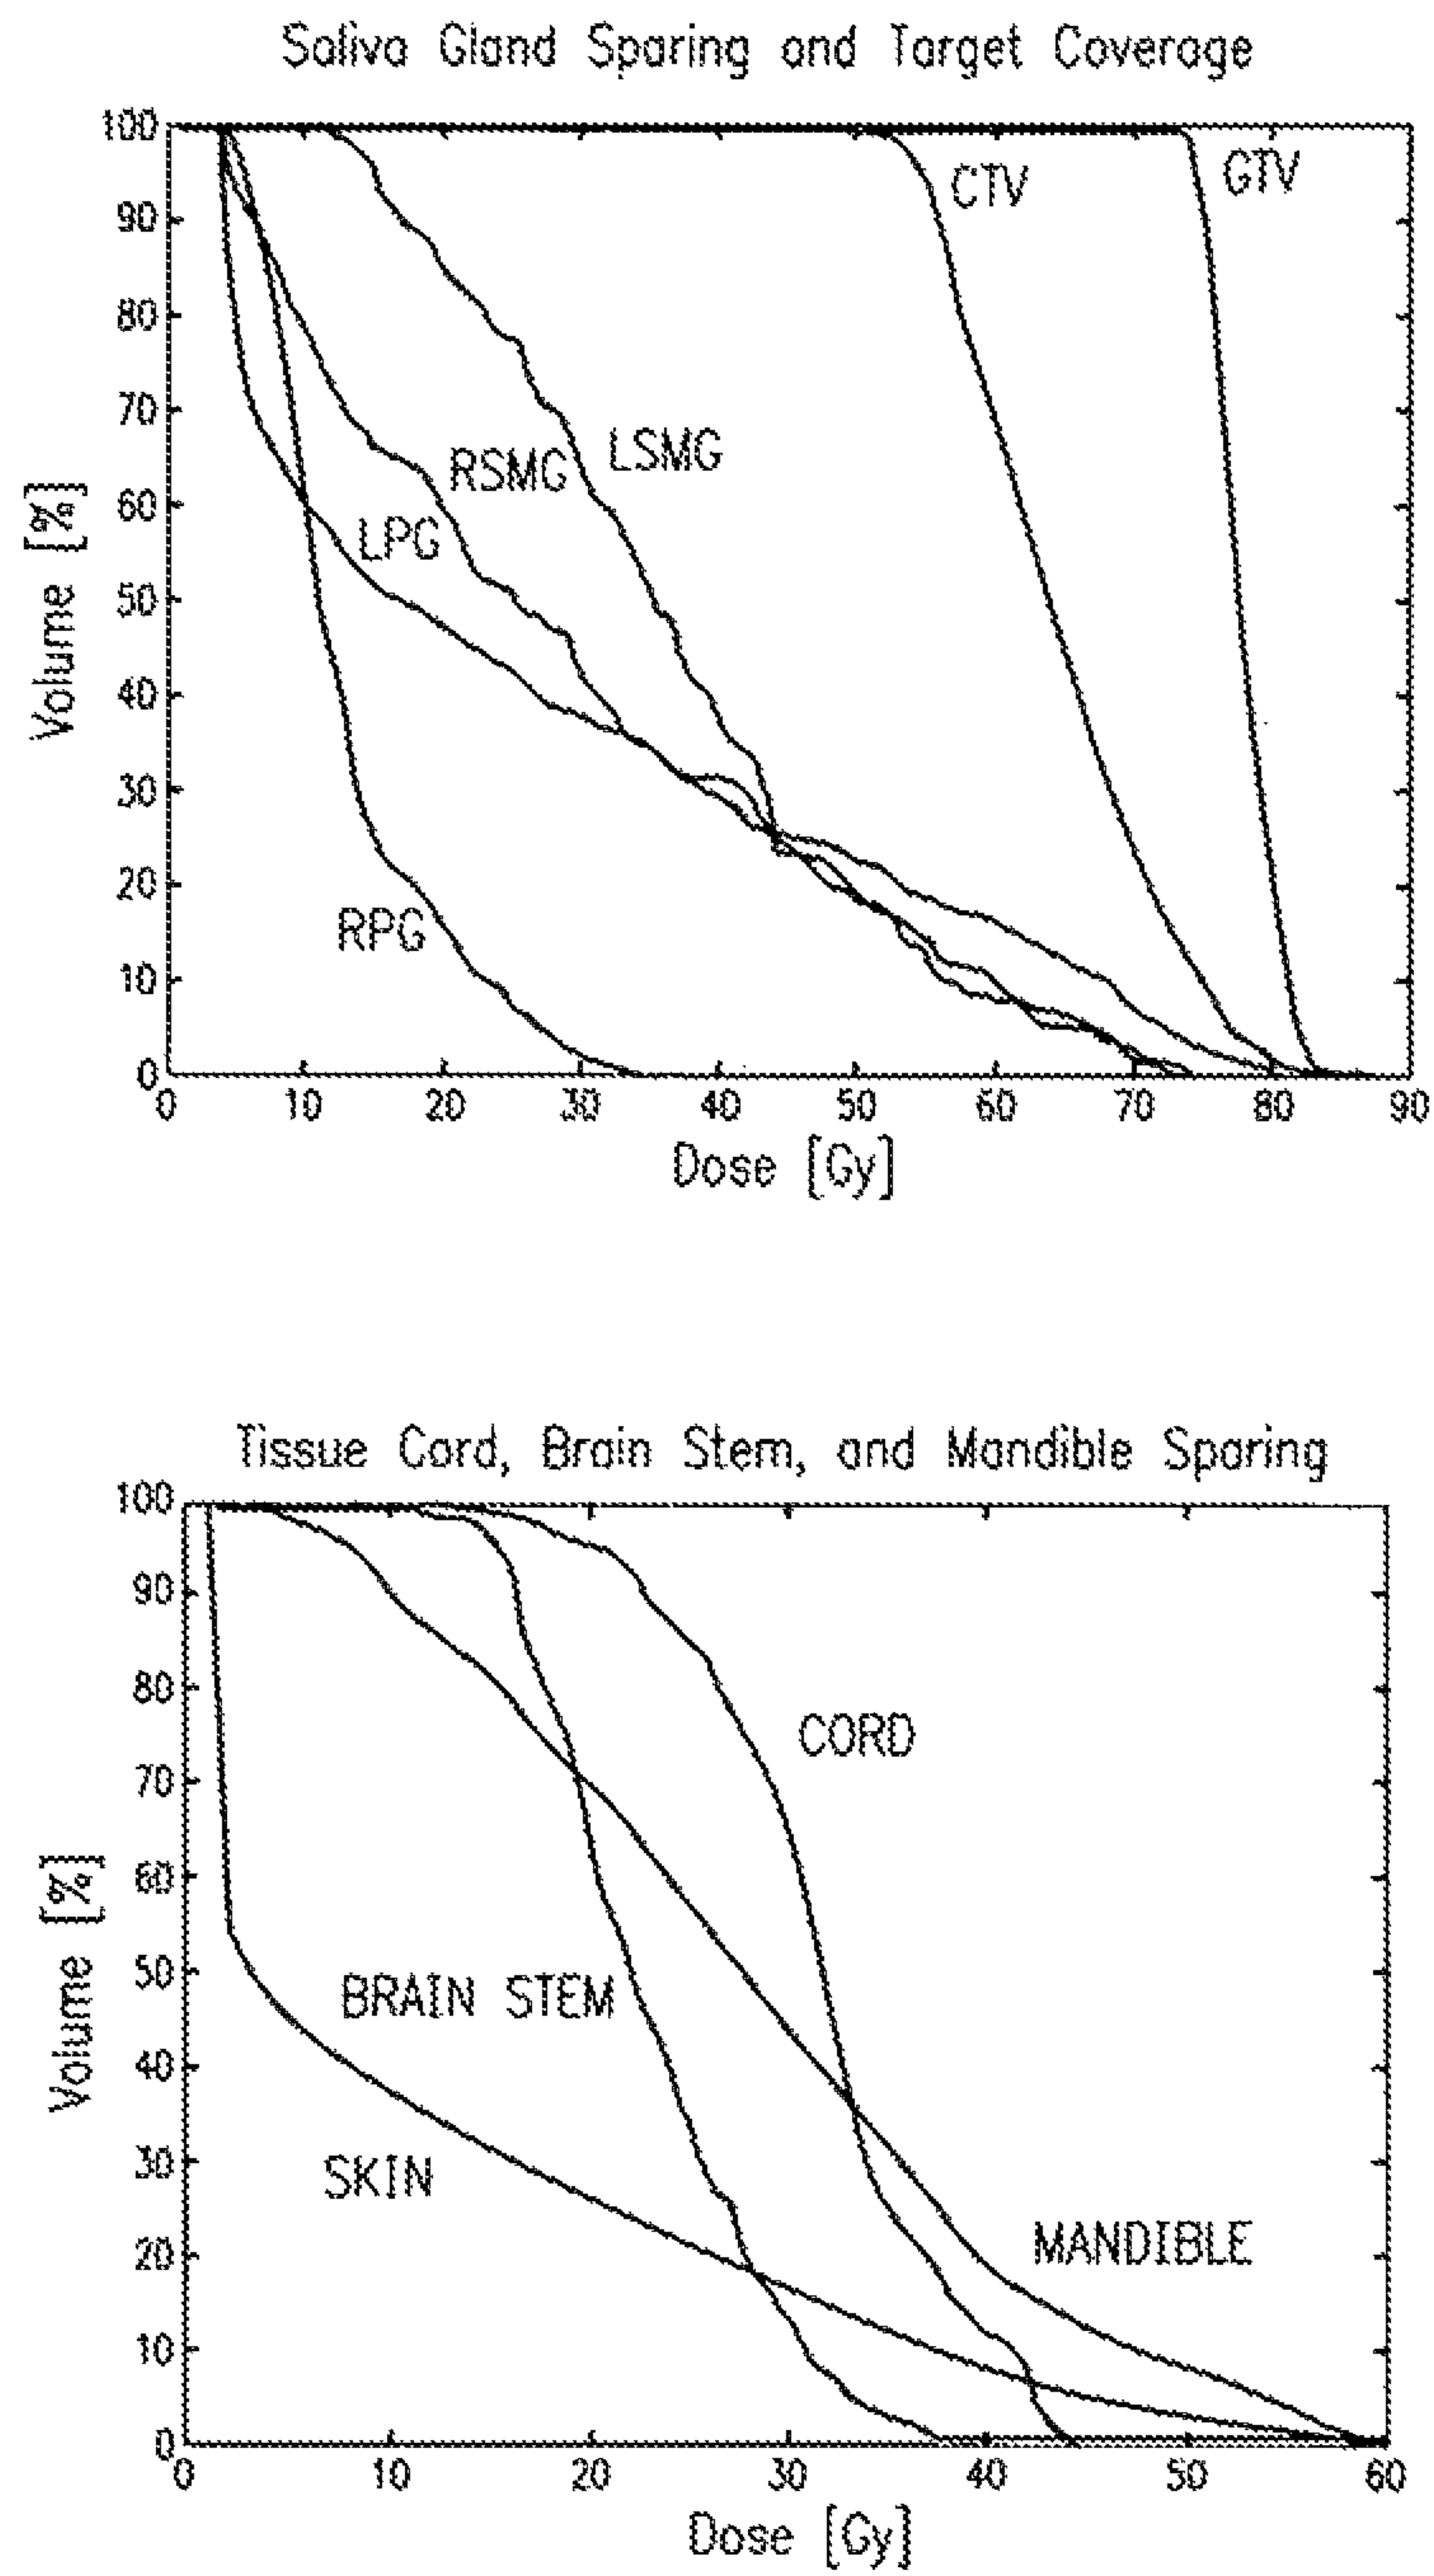 Saliva Gland Sparing and Target Coverage
100
90
80
70
60
50
40
30
20
10
0
Volume [%]
CTV
GTV
LSMG
RSMG
LPG
RPG
0 10 20 30 40 50 60 70 80 90
Dose [Gy]
Tissue Cord, Brain Stem, and Mandible Sparing
100
90
80
70
60
50
40
30
20
10
0
Volume [%]
CORD
BRAIN STEM
SKIN
MANDIBLE
0 10 20 30 40 50 60
Dose [Gy]